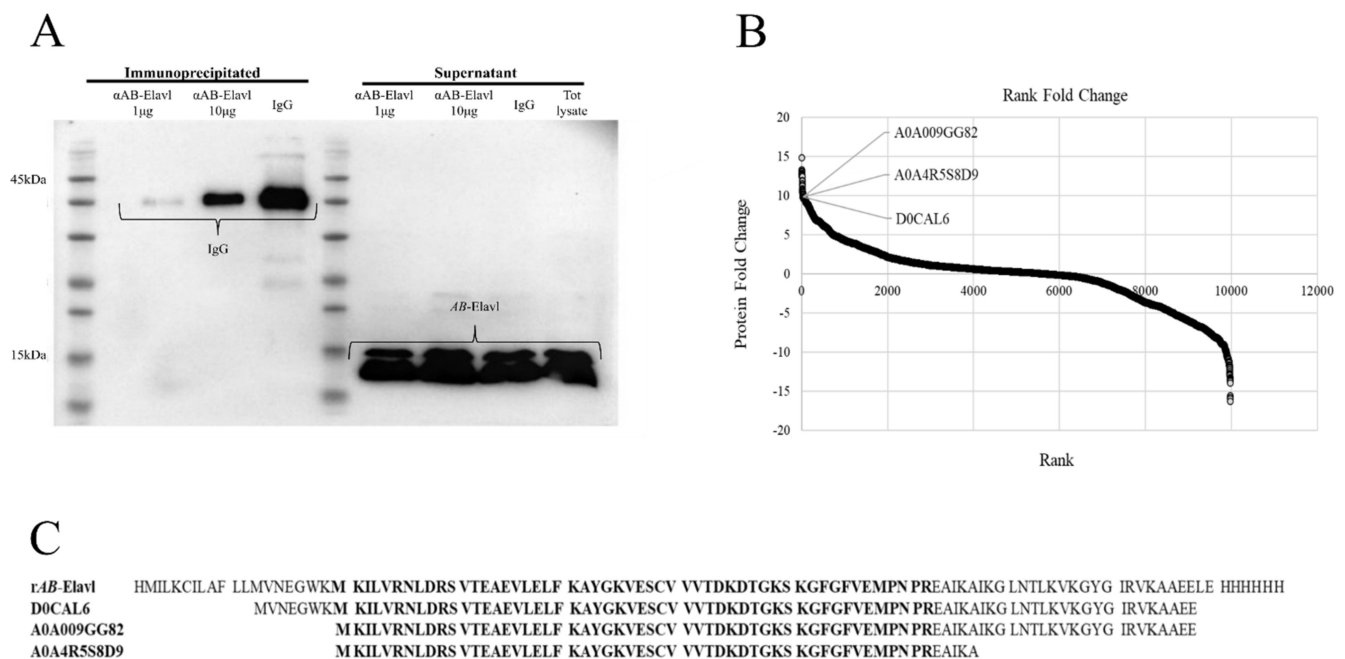 A
Immunoprecipitated
Supernatant
αAB-Elavl 1μg
αAB-Elavl 10μg
IgG
αAB-Elavl 1μg
αAB-Elavl 10μg
IgG
Tot lysate
45kDa
IgG
AB-Elavl
15kDa
B
Rank Fold Change
20
15
10
5
0
-5
-10
-15
-20
A0A009GG82
A0A4R5S8D9
D0CAL6
0
2000
4000
6000
8000
10000
12000
Protein Fold Change
Rank
C
rAB-Elavl HMILKCILAF LLMVNEGWKM KILVRNLDRS VTEAEVLELF KAYGKVESCV VVTDKDTGKS KGFGFVEMPN PREAIKAIKG LNTLKVKGYG IRVKAAEELE HHHHHH
D0CAL6 MVNEGWKM KILVRNLDRS VTEAEVLELF KAYGKVESCV VVTDKDTGKS KGFGFVEMPN PREAIKAIKG LNTLKVKGYG IRVKAAEE
A0A009GG82 M KILVRNLDRS VTEAEVLELF KAYGKVESCV VVTDKDTGKS KGFGFVEMPN PREAIKAIKG LNTLKVKGYG IRVKAAEE
A0A4R5S8D9 M KILVRNLDRS VTEAEVLELF KAYGKVESCV VVTDKDTGKS KGFGFVEMPN PREAIKA